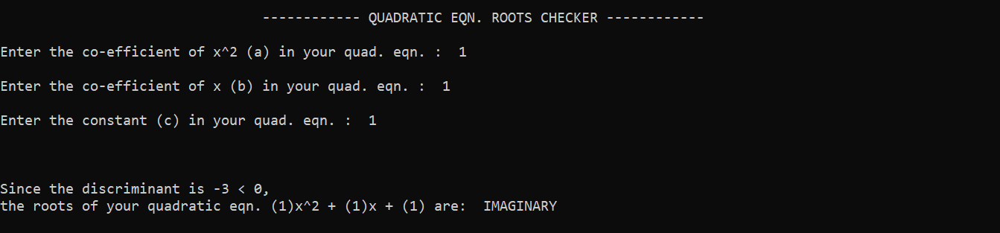 ------------ QUADRATIC EQN. ROOTS CHECKER ------------
Enter the co-efficient of x^2 (a) in your quad. eqn. :  1
Enter the co-efficient of x (b) in your quad. eqn. :  1
Enter the constant (c) in your quad. eqn. :  1
Since the discriminant is -3 < 0,
the roots of your quadratic eqn. (1)x^2 + (1)x + (1) are:  IMAGINARY